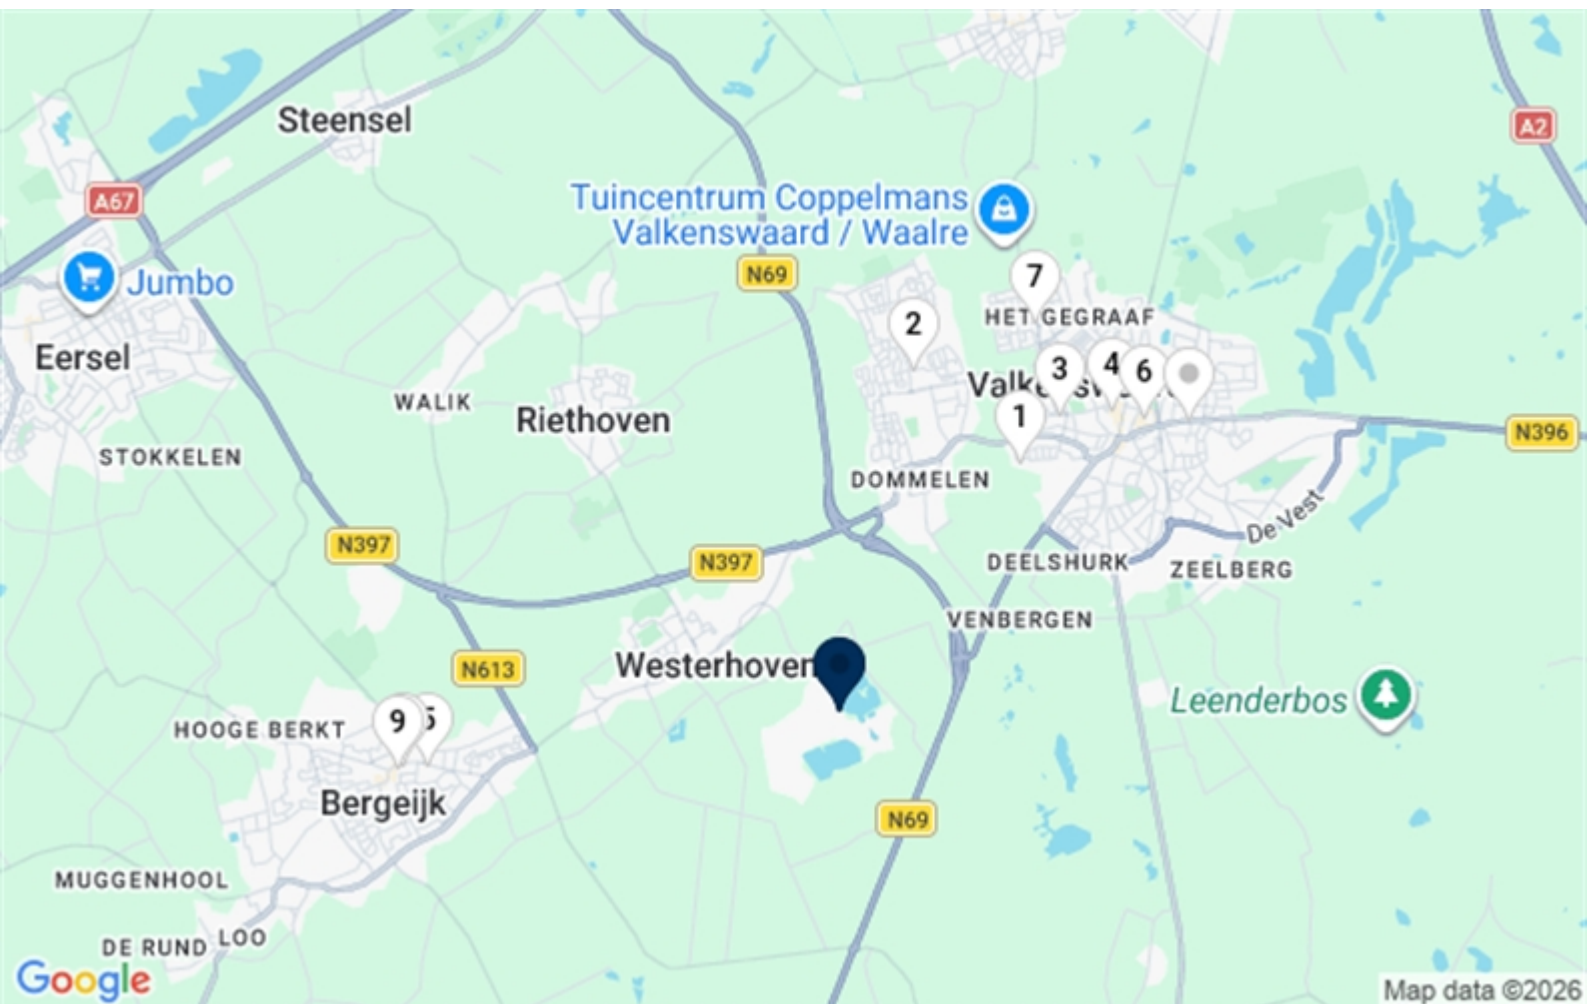 Steensel
A2
A67
Tuincentrum Coppelmans
Valkenswaard / Waalre
N69
7
Jumbo
HET GEGRAAF
2
Eersel
3
4
6
WALIK
1
Riethoven
N396
STOKKELEN
DOMMELEN
De Vest
N397
N397
DEELSHURK
ZEELBERG
VENBERGEN
Westerhoven
N613
Leenderbos
9
5
HOOGE BERKT
Bergeijk
N69
MUGGENHOOL
DE RUND
LOO
Google
Map data ©2026